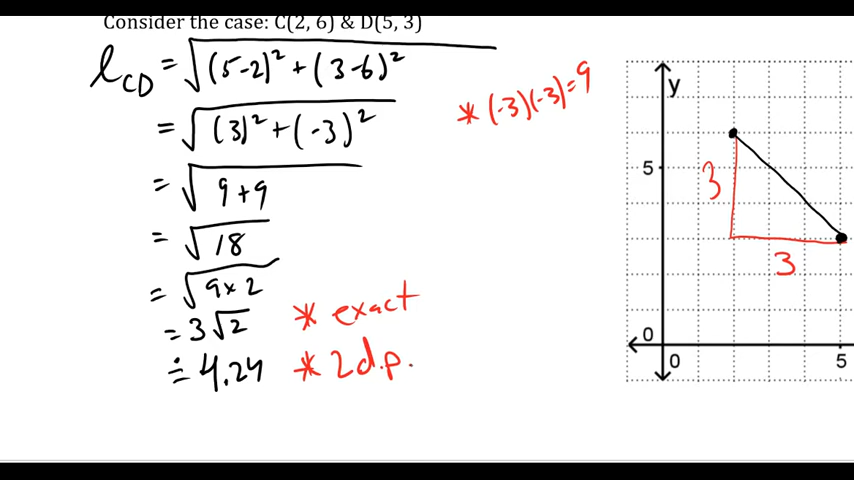 Consider the case: C(2, 6) & D(5, 3)
l_CD = √((5-2)² + (3-6)²)
* (-3)(-3) = 9
= √((3)² + (-3)²)
= √(9+9)
= √18
= √(9×2)
= 3√2 * exact
≐ 4.24 * 2 d.p.
y
5
3
3
0
0
5